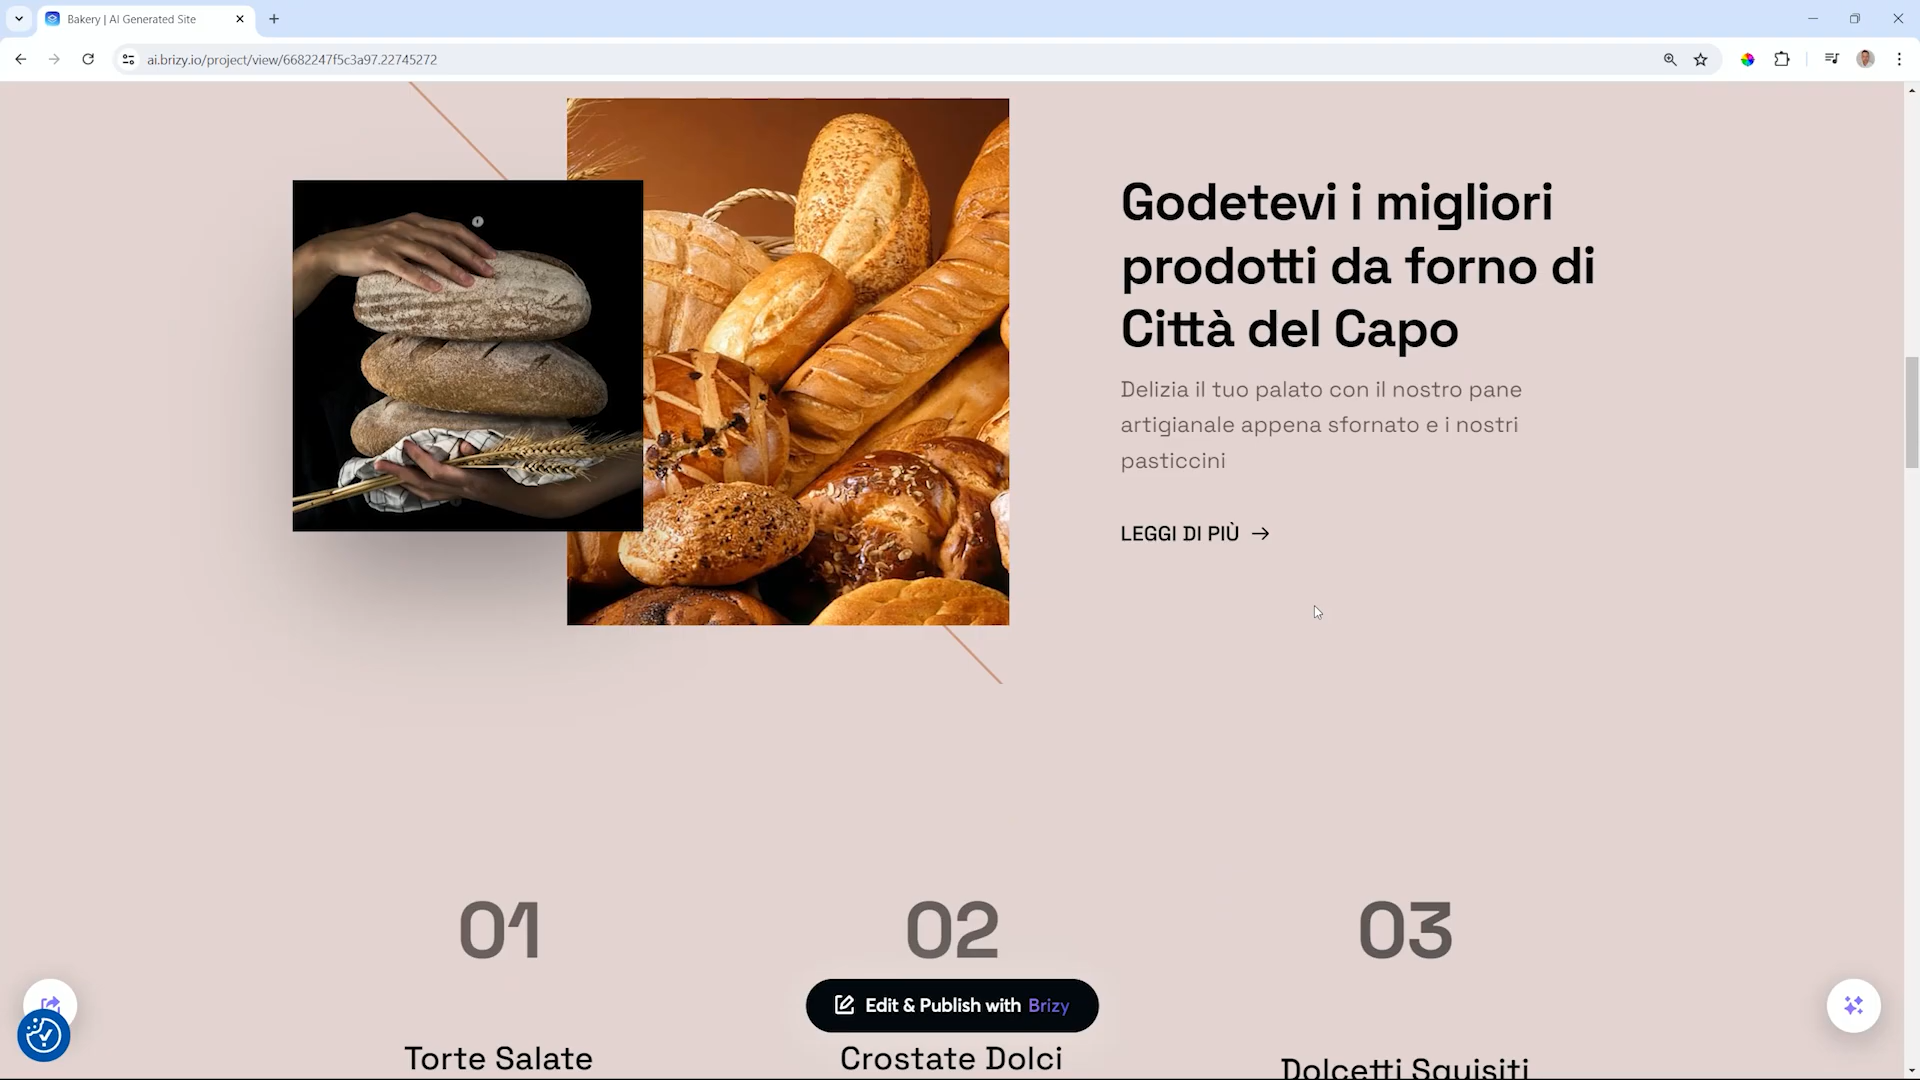 Bakery | AI Generated Site
ai.brizy.io/project/view/6682247f5c3a97.22745272
Godetevi i migliori
prodotti da forno di
Città del Capo
Delizia il tuo palato con il nostro pane
artigianale appena sfornato e i nostri
pasticcini
LEGGI DI PIÙ
01
02
03
Edit & Publish with Brizy
Torte Salate
Crostate Dolci
Dolcetti Squisiti